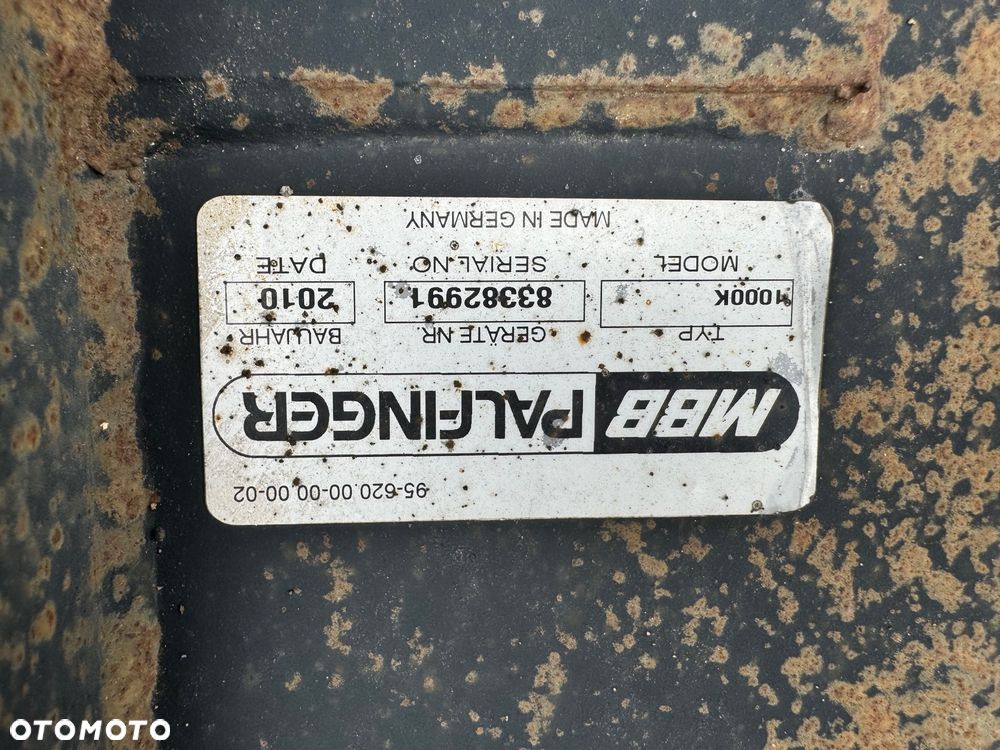 95-620.00-00.00-02
MBB PALFINGER
TYP GERÄTE NR BAUJAHR
1000K 83382991 2010
MODEL SERIAL NO DATE
MADE IN GERMANY
OTOMOTO